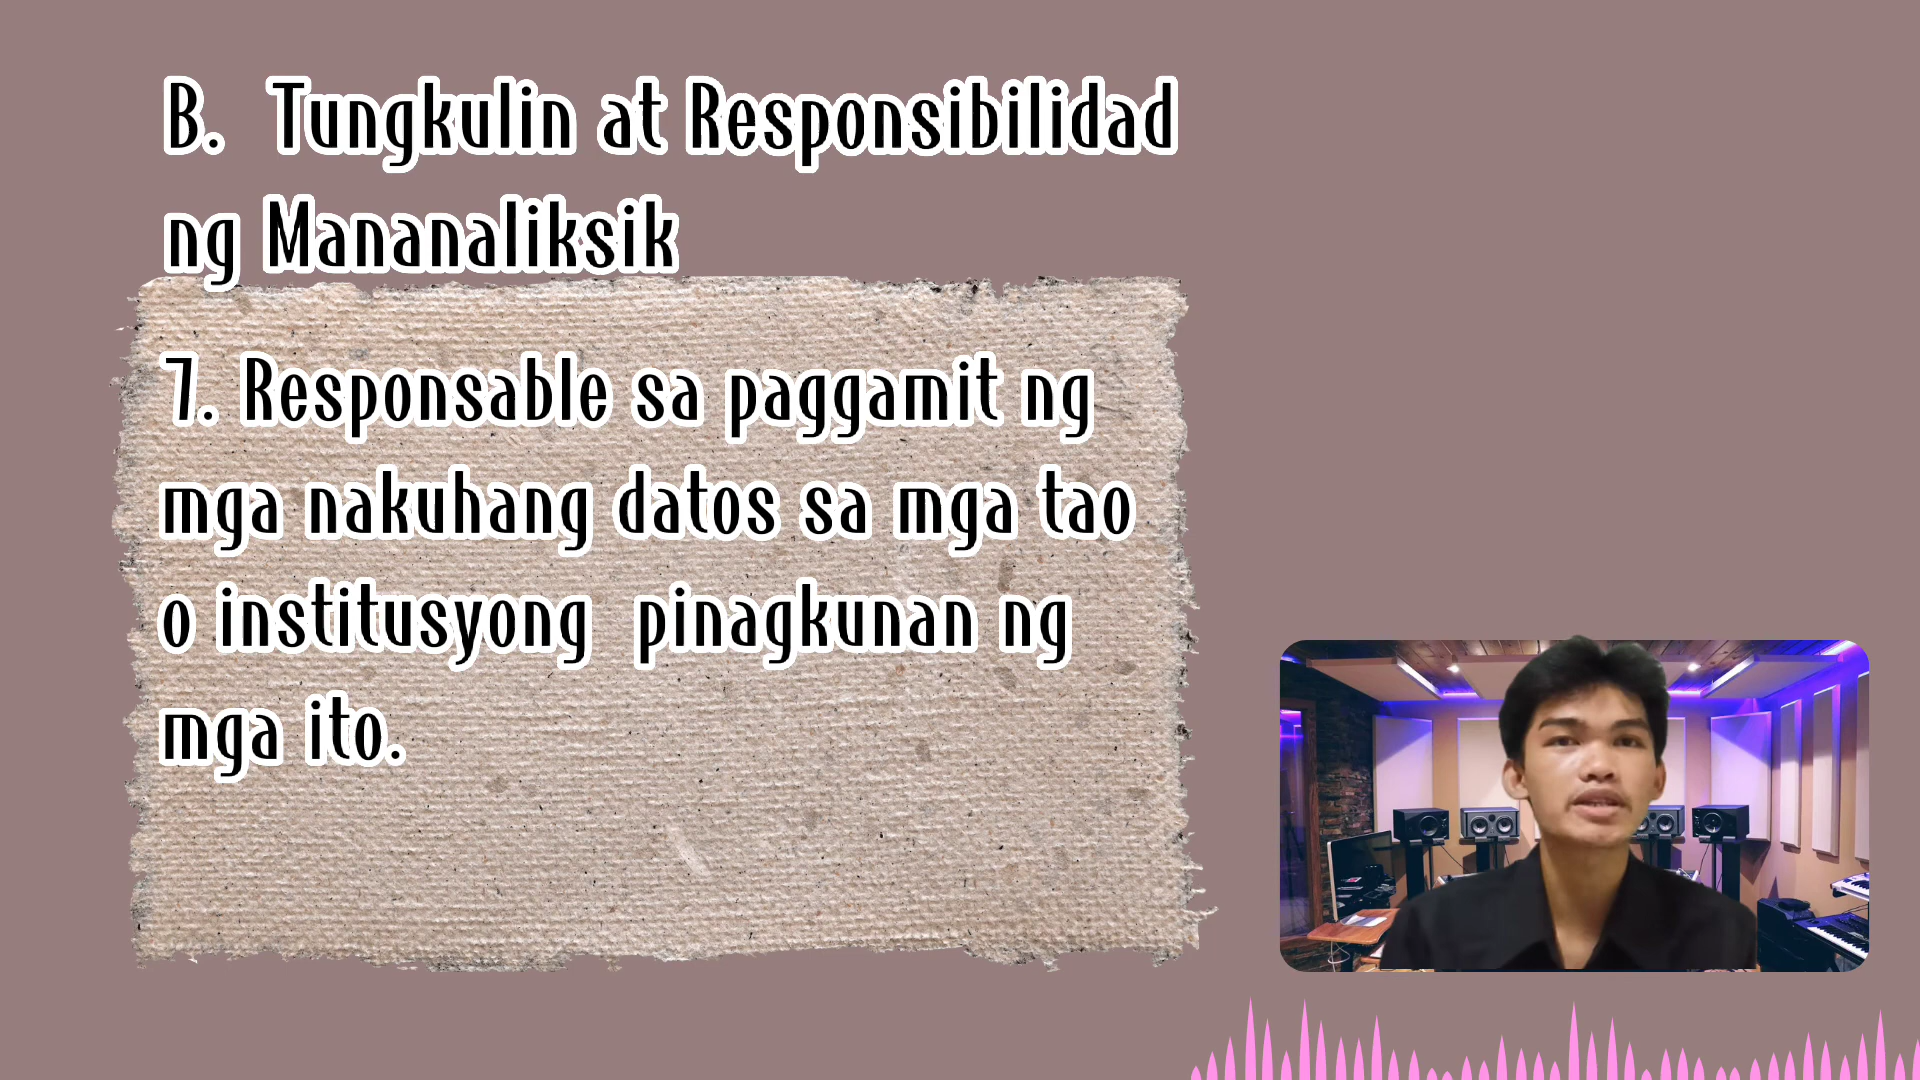 B. Tungkulin at Responsibilidad
ng Mananaliksik
7. Responsable sa paggamit ng
mga nakuhang datos sa mga tao
o institusyong pinagkunan ng
mga ito.